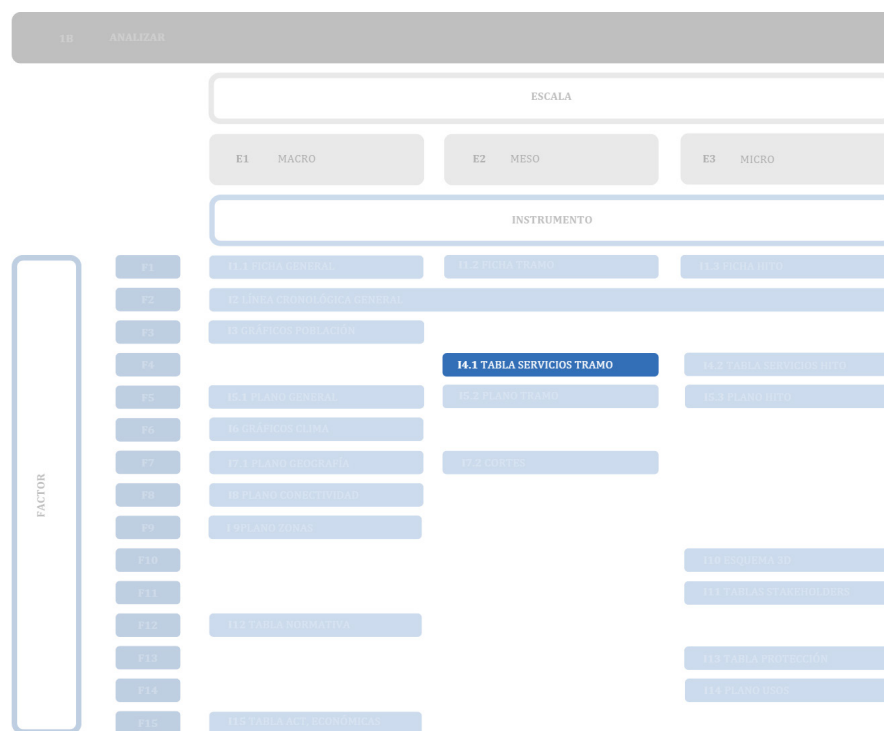 1B ANALIZAR
ESCALA
E1 MACRO E2 MESO E3 MICRO
INSTRUMENTO
FACTOR
F1 I1.1 FICHA GENERAL I1.2 FICHA TRAMO I1.3 FICHA HITO
F2 I2 LÍNEA CRONOLÓGICA GENERAL
F3 I3 GRÁFICOS POBLACIÓN
F4 I4.1 TABLA SERVICIOS TRAMO I4.2 TABLA SERVICIOS HITO
F5 I5.1 PLANO GENERAL I5.2 PLANO TRAMO I5.3 PLANO HITO
F6 I6 GRÁFICOS CLIMA
F7 I7.1 PLANO GEOGRAFÍA I7.2 CORTES
F8 I8 PLANO CONECTIVIDAD
F9 I 9PLANO ZONAS
F10 I10 ESQUEMA 3D
F11 I11 TABLAS STAKEHOLDERS
F12 I12 TABLA NORMATIVA
F13 I13 TABLA PROTECCIÓN
F14 I14 PLANO USOS
F15 I15 TABLA ACT. ECONÓMICAS